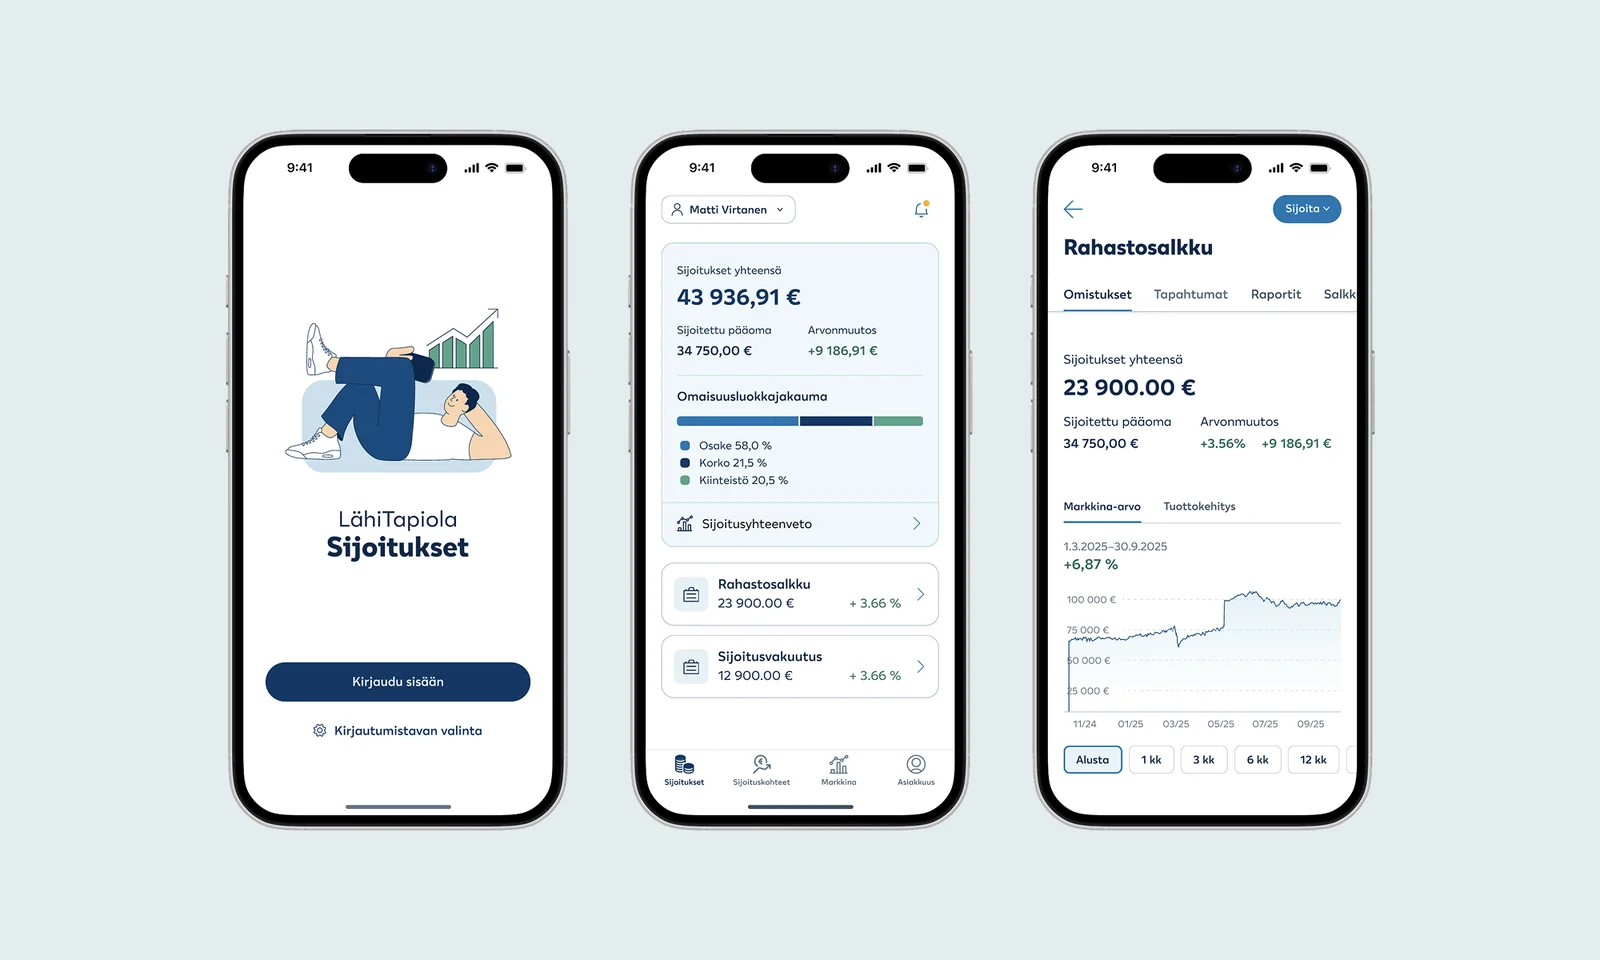 9:41
LähiTapiola
Sijoitukset
Kirjaudu sisään
Kirjautumistavan valinta
9:41
Matti Virtanen
Sijoitukset yhteensä
43 936,91 €
Sijoitettu pääoma Arvonmuutos
34 750,00 € +9 186,91 €
Omaisuusluokkajakauma
Osake 58,0 %
Korko 21,5 %
Kiinteistö 20,5 %
Sijoitusyhteenveto
Rahastosalkku
23 900.00 € + 3.66 %
Sijoitusvakuutus
12 900.00 € + 3.66 %
Sijoitukset Sijoituskohteet Markkina Asiakkuus
9:41
Sijoita
Rahastosalkku
Omistukset Tapahtumat Raportit Salkk
Sijoitukset yhteensä
23 900.00 €
Sijoitettu pääoma Arvonmuutos
34 750,00 € +3.56% +9 186,91 €
Markkina-arvo Tuottokehitys
1.3.2025–30.9.2025
+6,87 %
100 000 €
75 000 €
50 000 €
25 000 €
11/24 01/25 03/25 05/25 07/25 09/25
Alusta 1 kk 3 kk 6 kk 12 kk